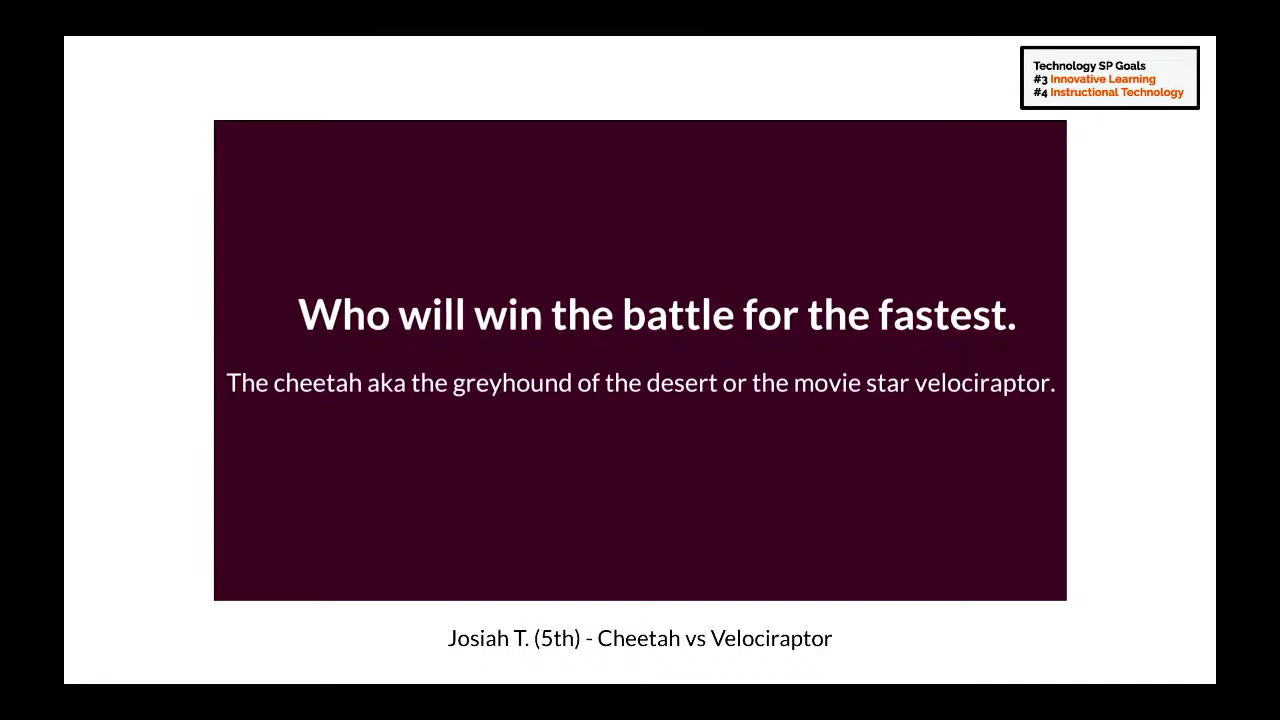 Technology SP Goals
#3 Innovative Learning
#4 Instructional Technology
Who will win the battle for the fastest.
The cheetah aka the greyhound of the desert or the movie star velociraptor.
Josiah T. (5th) - Cheetah vs Velociraptor